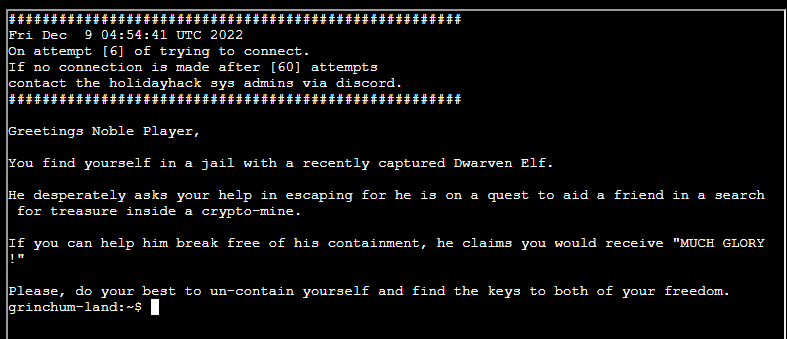 ######################################################
Fri Dec  9 04:54:41 UTC 2022
On attempt [6] of trying to connect.
If no connection is made after [60] attempts
contact the holidayhack sys admins via discord.
######################################################
Greetings Noble Player,
You find yourself in a jail with a recently captured Dwarven Elf.
He desperately asks your help in escaping for he is on a quest to aid a friend in a search
 for treasure inside a crypto-mine.
If you can help him break free of his containment, he claims you would receive "MUCH GLORY
!"
Please, do your best to un-contain yourself and find the keys to both of your freedom.
grinchum-land:~$